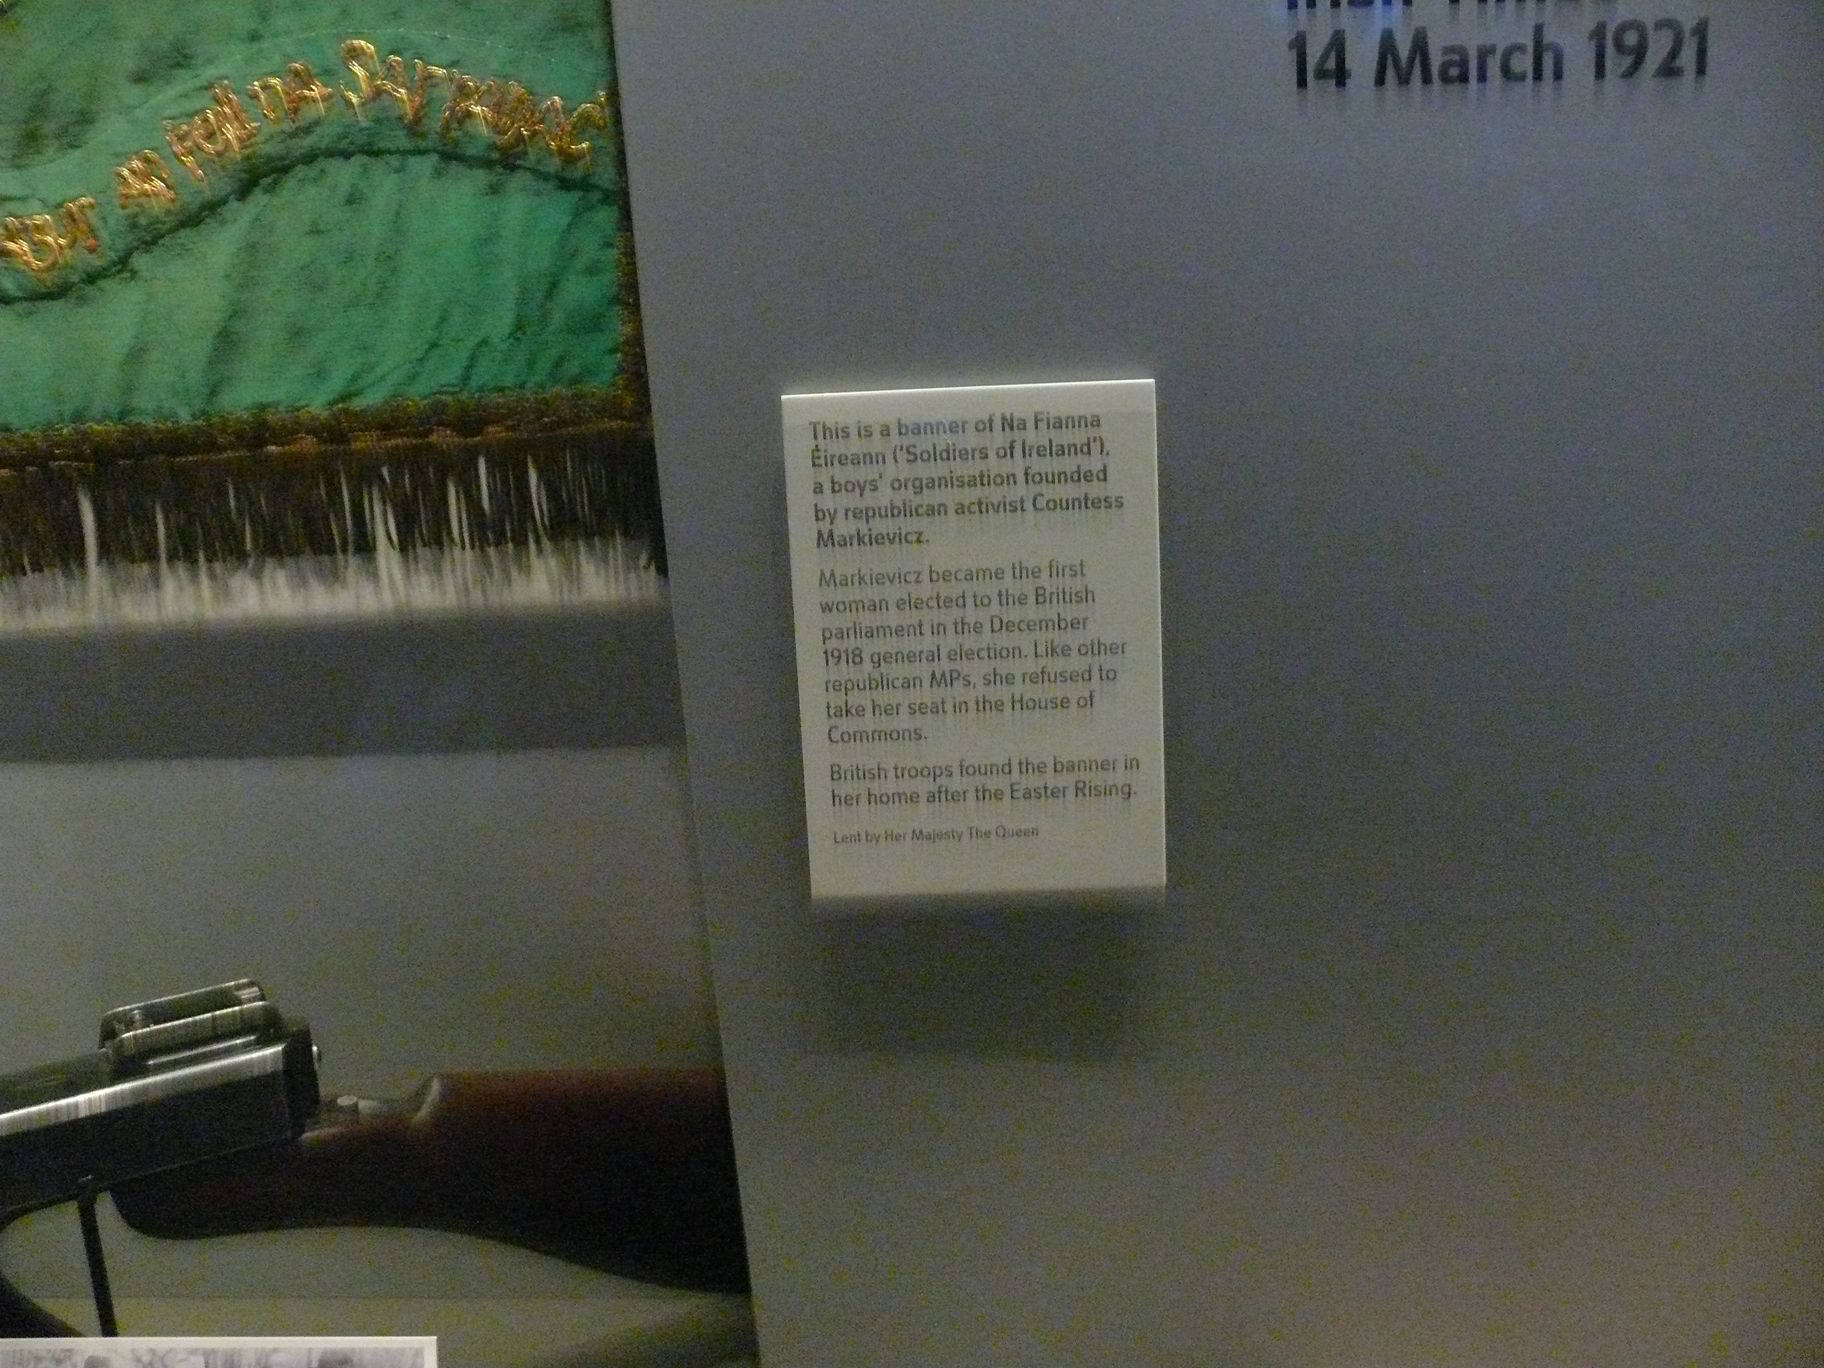 14 March 1921
This is a banner of Na Fianna
Éireann ('Soldiers of Ireland'),
a boys' organisation founded
by republican activist Countess
Markievicz.
Markievicz became the first
woman elected to the British
parliament in the December
1918 general election. Like other
republican MPs, she refused to
take her seat in the House of
Commons.
British troops found the banner in
her home after the Easter Rising.
Lent by Her Majesty The Queen